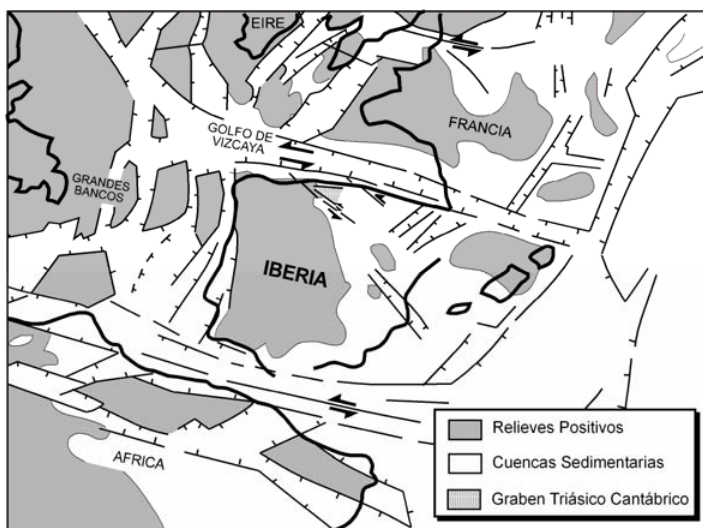 EIRE
FRANCIA
GOLFO DE
VIZCAYA
GRANDES
BANCOS
IBERIA
AFRICA
Relieves Positivos
Cuencas Sedimentarias
Graben Triásico Cantábrico